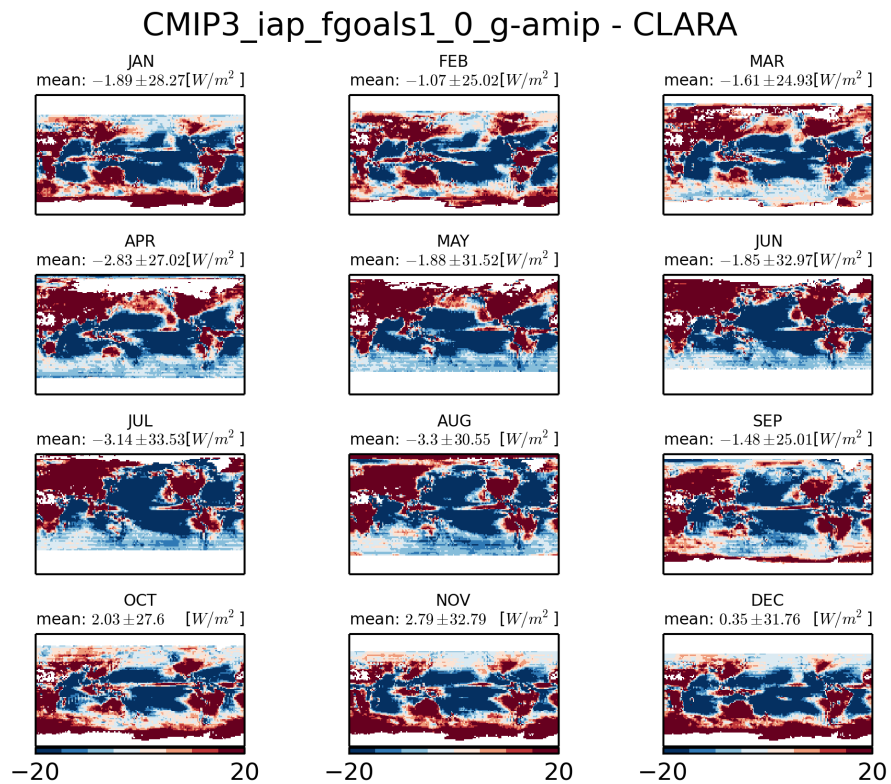 CMIP3_iap_fgoals1_0_g-amip - CLARA
JAN
mean: −1.89±28.27[W/m² ]
FEB
mean: −1.07±25.02[W/m² ]
MAR
mean: −1.61±24.93[W/m² ]
APR
mean: −2.83±27.02[W/m² ]
MAY
mean: −1.88±31.52[W/m² ]
JUN
mean: −1.85±32.97[W/m² ]
JUL
mean: −3.14±33.53[W/m² ]
AUG
mean: −3.3±30.55 [W/m² ]
SEP
mean: −1.48±25.01[W/m² ]
OCT
mean: 2.03±27.6 [W/m² ]
NOV
mean: 2.79±32.79 [W/m² ]
DEC
mean: 0.35±31.76 [W/m² ]
−20 20
−20 20
−20 20